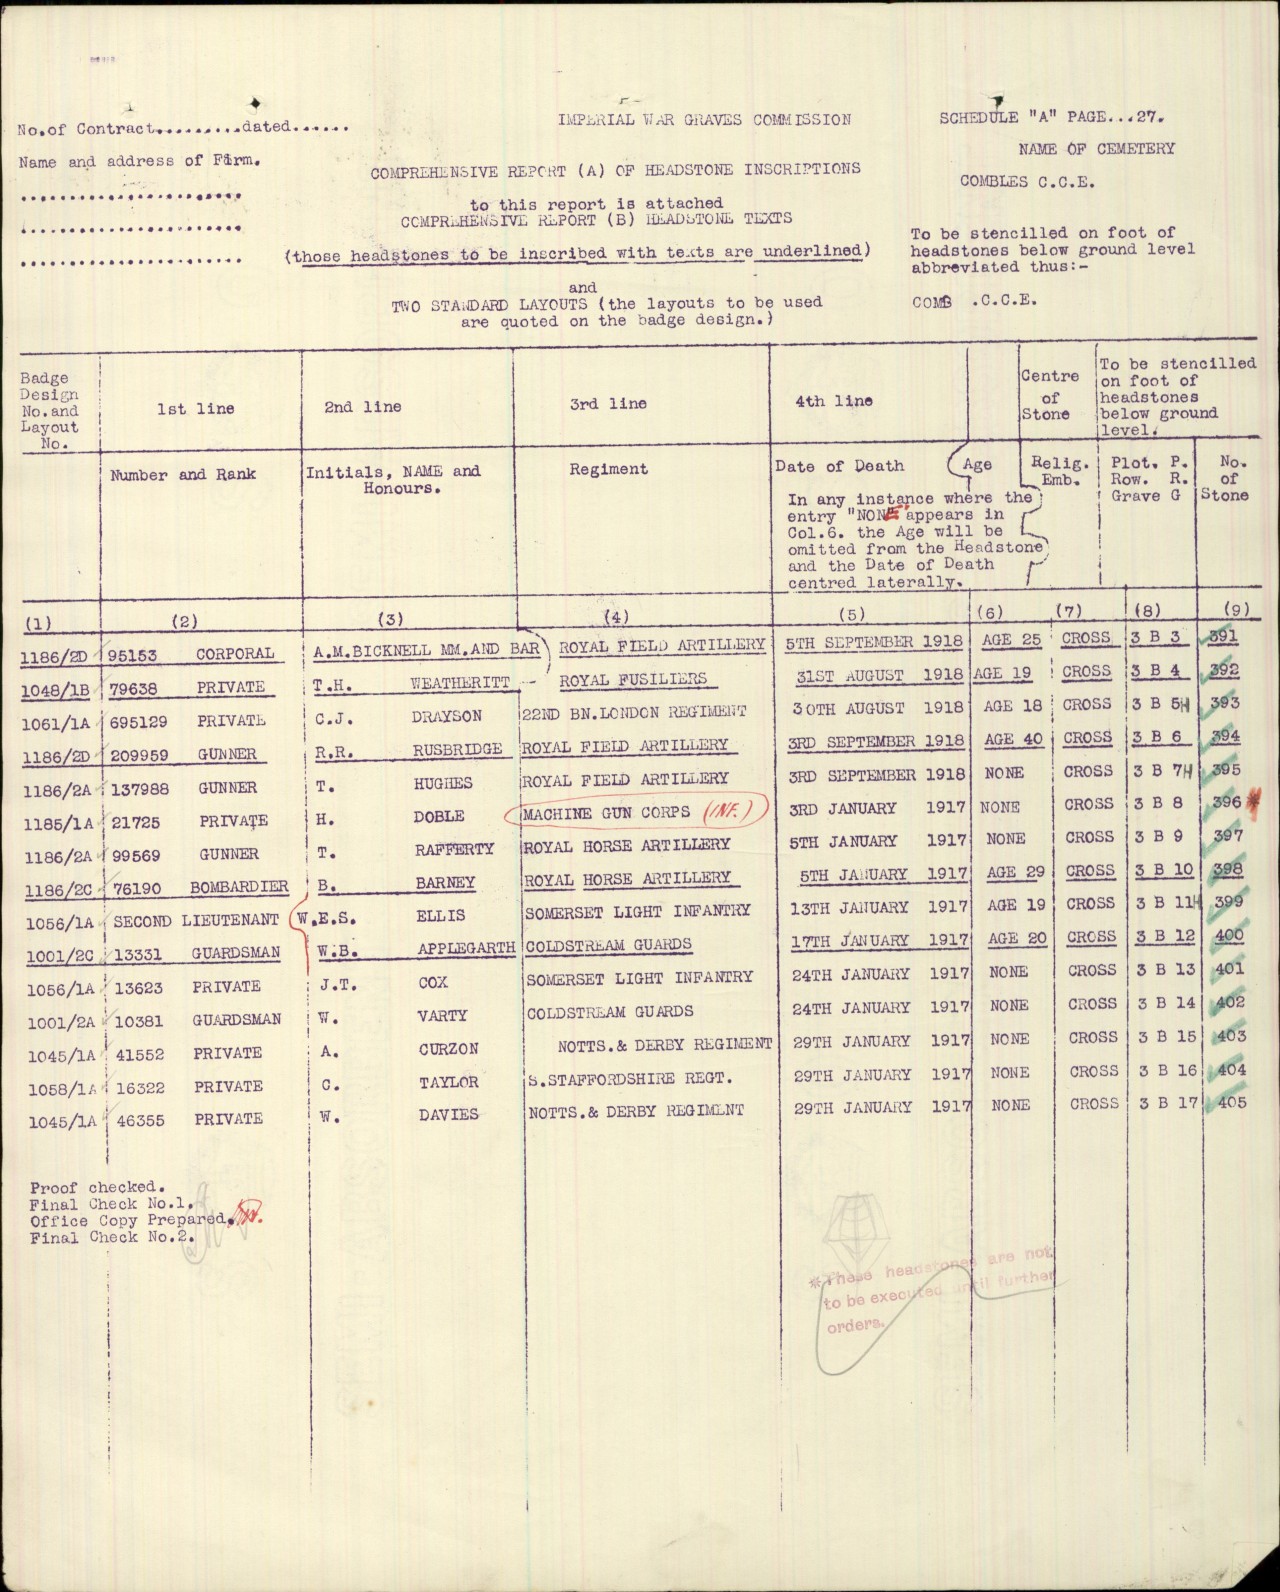 No.of Contract..........dated......
Name and address of Firm.
IMPERIAL WAR GRAVES COMMISSION
COMPREHENSIVE REPORT (A) OF HEADSTONE INSCRIPTIONS
to this report is attached
COMPREHENSIVE REPORT (B) HEADSTONE TEXTS
(those headstones to be inscribed with texts are underlined)
and
TWO STANDARD LAYOUTS (the layouts to be used
are quoted on the badge design.)
SCHEDULE "A" PAGE...27.
NAME OF CEMETERY
COMBLES C.C.E.
To be stencilled on foot of
headstones below ground level
abbreviated thus:-
COMB .C.C.E.
Badge
Design
No.and
Layout
No.
1st line
2nd line
3rd line
4th line
Centre
of
Stone
To be stencilled
on foot of
headstones
below ground
level.
Number and Rank
Initials, NAME and
Honours.
Regiment
Date of Death
Age
Relig.
Emb.
Plot. P.
Row. R.
Grave G
No.
of
Stone
In any instance where the
entry "NONE" appears in
Col.6. the Age will be
omitted from the Headstone
and the Date of Death
centred laterally.
(1) (2) (3) (4) (5) (6) (7) (8) (9)
1186/2D 95153 CORPORAL A.M.BICKNELL MM.AND BAR ROYAL FIELD ARTILLERY 5TH SEPTEMBER 1918 AGE 25 CROSS 3 B 3 391
1048/1B 79638 PRIVATE T.H. WEATHERITT ROYAL FUSILIERS 31ST AUGUST 1918 AGE 19 CROSS 3 B 4 392
1061/1A 695129 PRIVATE C.J. DRAYSON 22ND BN.LONDON REGIMENT 30TH AUGUST 1918 AGE 18 CROSS 3 B 5H 393
1186/2D 209959 GUNNER R.R. RUSBRIDGE ROYAL FIELD ARTILLERY 3RD SEPTEMBER 1918 AGE 40 CROSS 3 B 6 394
1186/2A 137988 GUNNER T. HUGHES ROYAL FIELD ARTILLERY 3RD SEPTEMBER 1918 NONE CROSS 3 B 7H 395
1185/1A 21725 PRIVATE H. DOBLE MACHINE GUN CORPS (INF.) 3RD JANUARY 1917 NONE CROSS 3 B 8 396*
1186/2A 99569 GUNNER T. RAFFERTY ROYAL HORSE ARTILLERY 5TH JANUARY 1917 NONE CROSS 3 B 9 397
1186/2C 76190 BOMBARDIER B. BARNEY ROYAL HORSE ARTILLERY 5TH JANUARY 1917 AGE 29 CROSS 3 B 10 398
1056/1A SECOND LIEUTENANT W.E.S. ELLIS SOMERSET LIGHT INFANTRY 13TH JANUARY 1917 AGE 19 CROSS 3 B 11H 399
1001/2C 13331 GUARDSMAN W.B. APPLEGARTH COLDSTREAM GUARDS 17TH JANUARY 1917 AGE 20 CROSS 3 B 12 400
1056/1A 13623 PRIVATE J.T. COX SOMERSET LIGHT INFANTRY 24TH JANUARY 1917 NONE CROSS 3 B 13 401
1001/2A 10381 GUARDSMAN W. VARTY COLDSTREAM GUARDS 24TH JANUARY 1917 NONE CROSS 3 B 14 402
1045/1A 41552 PRIVATE A. CURZON NOTTS.& DERBY REGIMENT 29TH JANUARY 1917 NONE CROSS 3 B 15 403
1058/1A 16322 PRIVATE C. TAYLOR S.STAFFORDSHIRE REGT. 29TH JANUARY 1917 NONE CROSS 3 B 16 404
1045/1A 46355 PRIVATE W. DAVIES NOTTS.& DERBY REGIMENT 29TH JANUARY 1917 NONE CROSS 3 B 17 405
Proof checked.
Final Check No.1.
Office Copy Prepared.
Final Check No.2.
*These headstones are not
to be executed until further
orders.